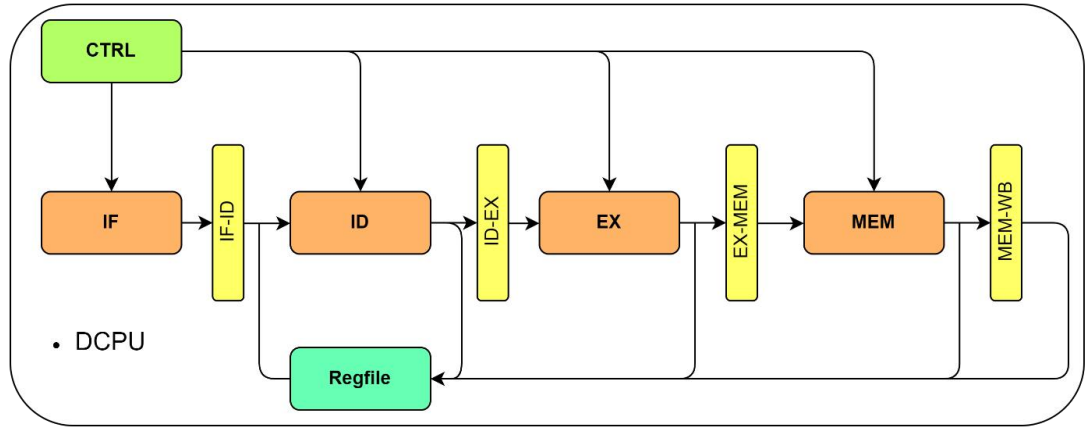 CTRL
IF
IF-ID
ID
ID-EX
EX
EX-MEM
MEM
MEM-WB
• DCPU
Regfile